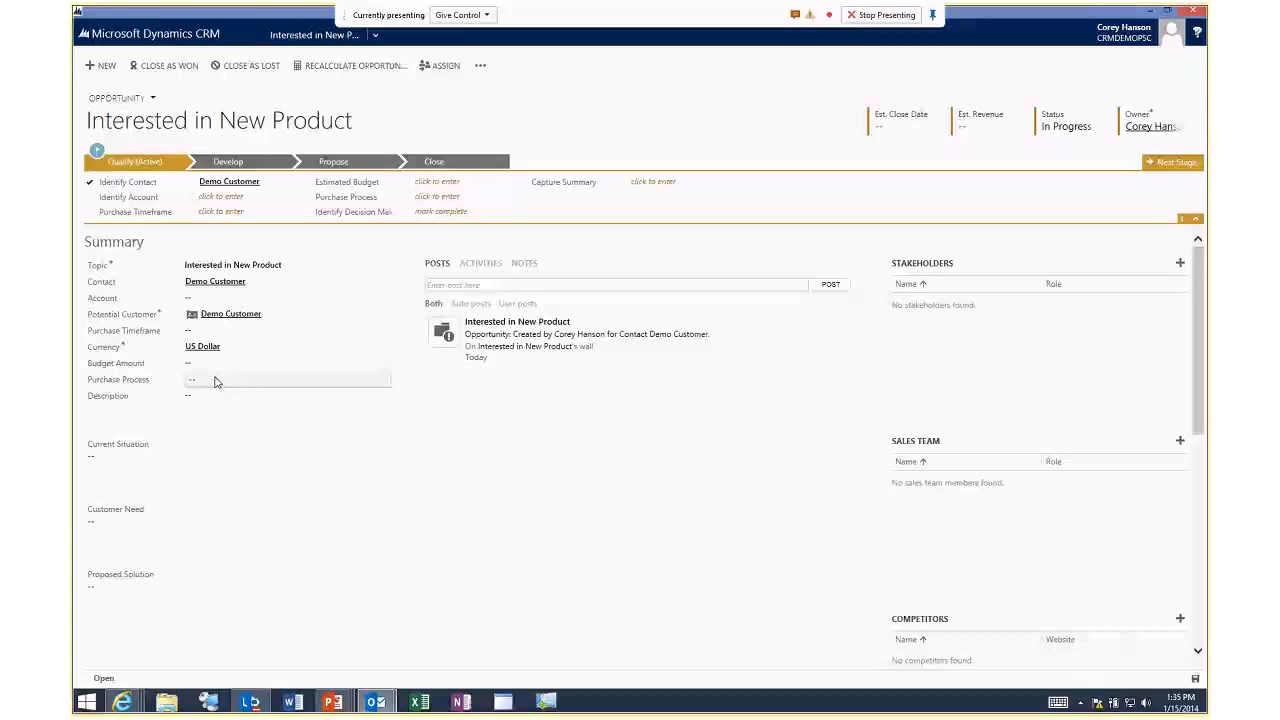 Currently presenting Give Control Stop Presenting
Microsoft Dynamics CRM Interested in New P... Corey Hanson
CRMDEMOPSC
?
NEW CLOSE AS WON CLOSE AS LOST RECALCULATE OPPORTUN... ASSIGN •••
OPPORTUNITY
Interested in New Product
Est. Close Date Est. Revenue Status Owner*
-- -- In Progress Corey Hans
Qualify (Active) Develop Propose Close Next Stage
Identify Contact Demo Customer Estimated Budget click to enter Capture Summary click to enter
Identify Account click to enter Purchase Process click to enter
Purchase Timeframe click to enter Identify Decision Mak mark complete
Summary
Topic* Interested in New Product
Contact Demo Customer
Account --
Potential Customer* Demo Customer
Purchase Timeframe --
Currency* US Dollar
Budget Amount --
Purchase Process --
Description --
Current Situation
--
Customer Need
--
Proposed Solution
--
POSTS ACTIVITIES NOTES
Enter post here POST
Both Auto posts User posts
Interested in New Product
Opportunity: Created by Corey Hanson for Contact Demo Customer.
On Interested in New Product's wall
Today
STAKEHOLDERS
Name Role
No stakeholders found.
SALES TEAM
Name Role
No sales team members found.
COMPETITORS
Name Website
No competitors found.
Open
1:35 PM
1/15/2014